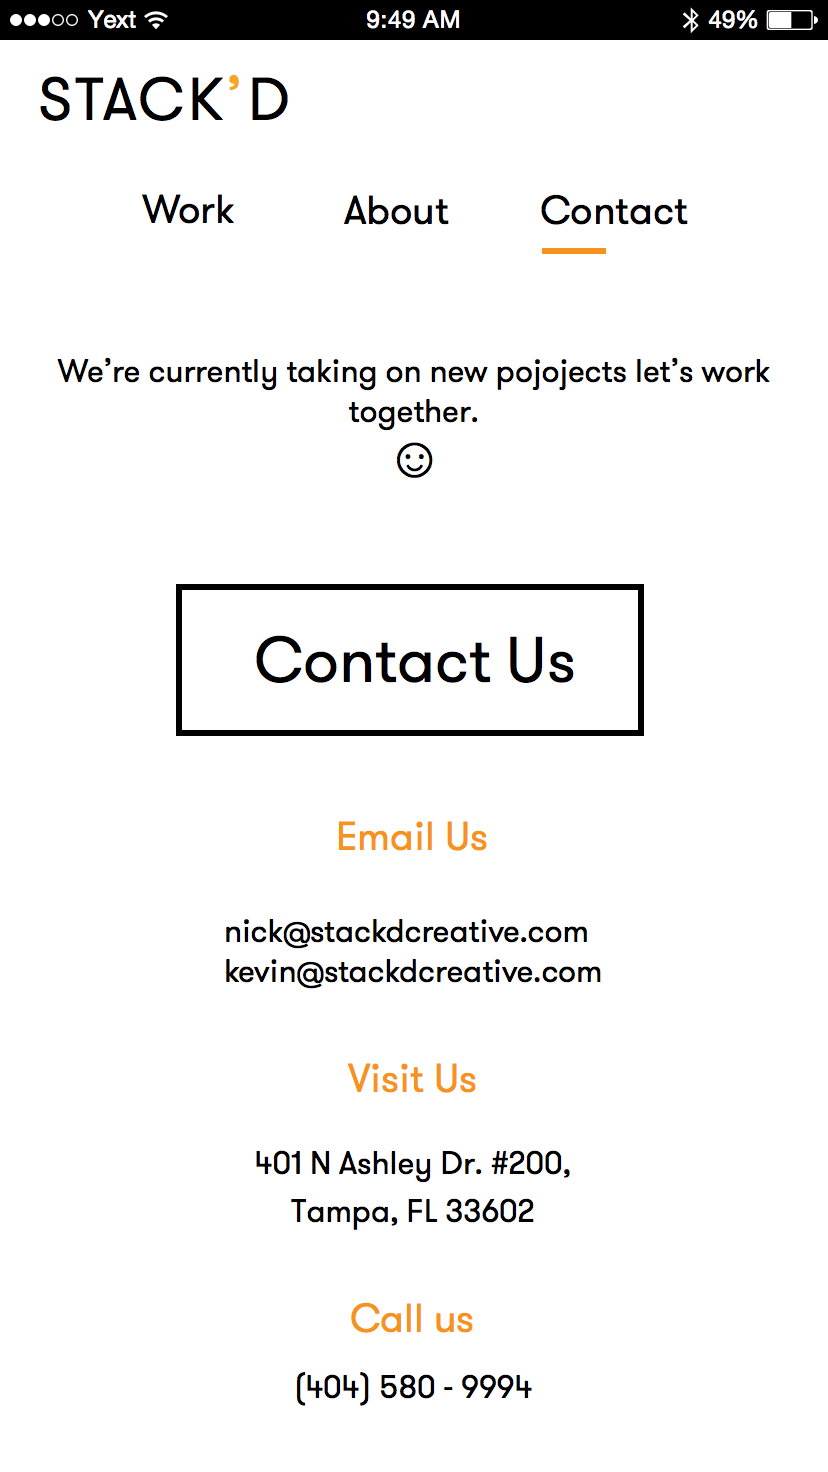 Yext 9:49 AM 49%
STACK’D
Work About Contact
We’re currently taking on new pojojects let’s work
together.
Contact Us
Email Us
nick@stackdcreative.com
kevin@stackdcreative.com
Visit Us
401 N Ashley Dr. #200,
Tampa, FL 33602
Call us
(404) 580 - 9994